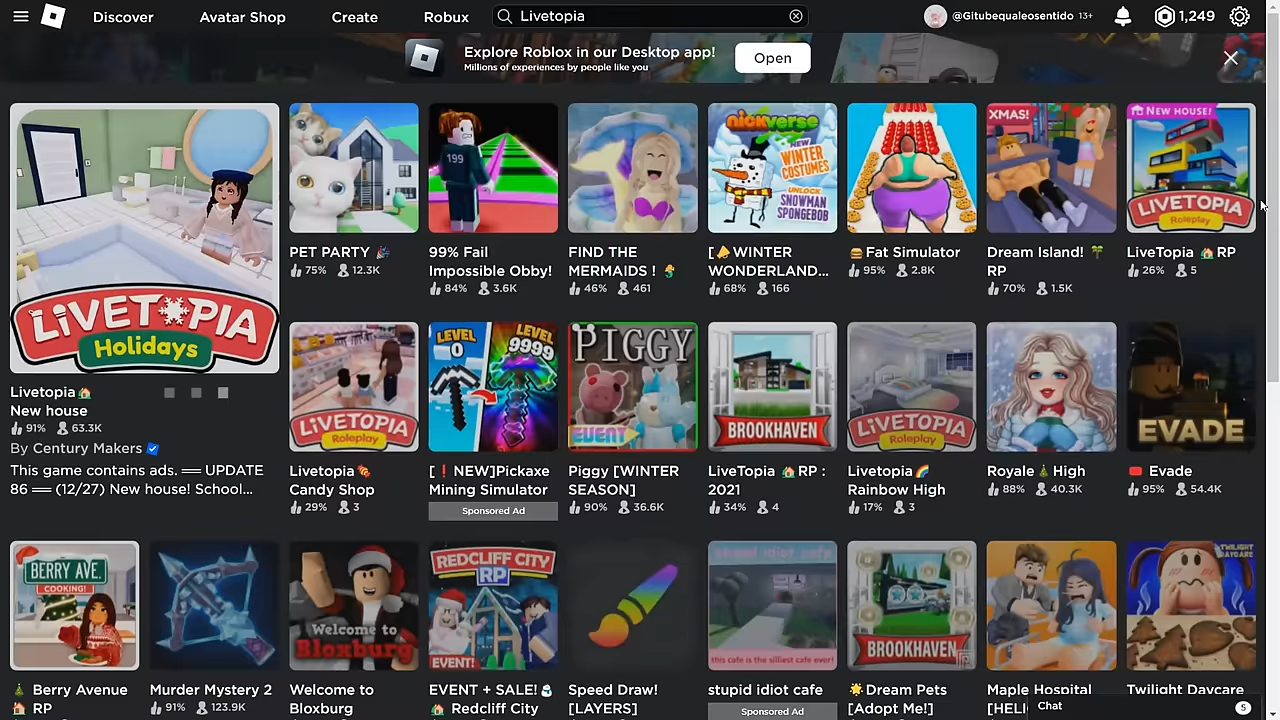 Discover
Avatar Shop
Create
Robux
Livetopia
@Gitubequaleosentido 13+
1,249
Explore Roblox in our Desktop app!
Millions of experiences by people like you
Open
LIVETOPIA
Holidays
Livetopia🏠
New house
91% 63.3K
By Century Makers
This game contains ads. ══ UPDATE
86 ══ (12/27) New house! School...
PET PARTY 🎉
75% 12.3K
199
99% Fail
Impossible Obby!
84% 3.6K
FIND THE
MERMAIDS ! 🧜
46% 461
nickverse
NEW
WINTER
COSTUMES
UNLOCK
SNOWMAN
SPONGEBOB
[📣WINTER
WONDERLAND...
68% 166
🍔Fat Simulator
95% 2.8K
XMAS!
Dream Island! 🌴
RP
70% 1.5K
NEW HOUSE!
LIVETOPIA
Roleplay
LiveTopia 🏠RP
26% 5
LIVETOPIA
Roleplay
Livetopia🍬
Candy Shop
29% 3
LEVEL
0
LEVEL
9999
[❗NEW]Pickaxe
Mining Simulator
Sponsored Ad
PIGGY
EVENT
Piggy [WINTER
SEASON]
90% 36.6K
BROOKHAVEN
LiveTopia 🏠RP :
2021
34% 4
LIVETOPIA
Roleplay
Livetopia🌈
Rainbow High
17% 3
Royale🎄High
88% 40.3K
EVADE
🟥 Evade
95% 54.4K
BERRY AVE.
COOKING!
🎄 Berry Avenue
🏠 RP
Murder Mystery 2
91% 123.9K
Welcome to
Bloxburg
Welcome to
Bloxburg
REDCLIFF CITY
RP
EVENT!
EVENT + SALE!⛄
🏠 Redcliff City
Speed Draw!
[LAYERS]
stupid idiot cafe
this cafe is the silliest cafe ever!
stupid idiot cafe
Sponsored Ad
BROOKHAVEN
🌟Dream Pets
[Adopt Me!]
Maple Hospital
TWILIGHT
DAYCARE
Twilight Daycare
Chat
5